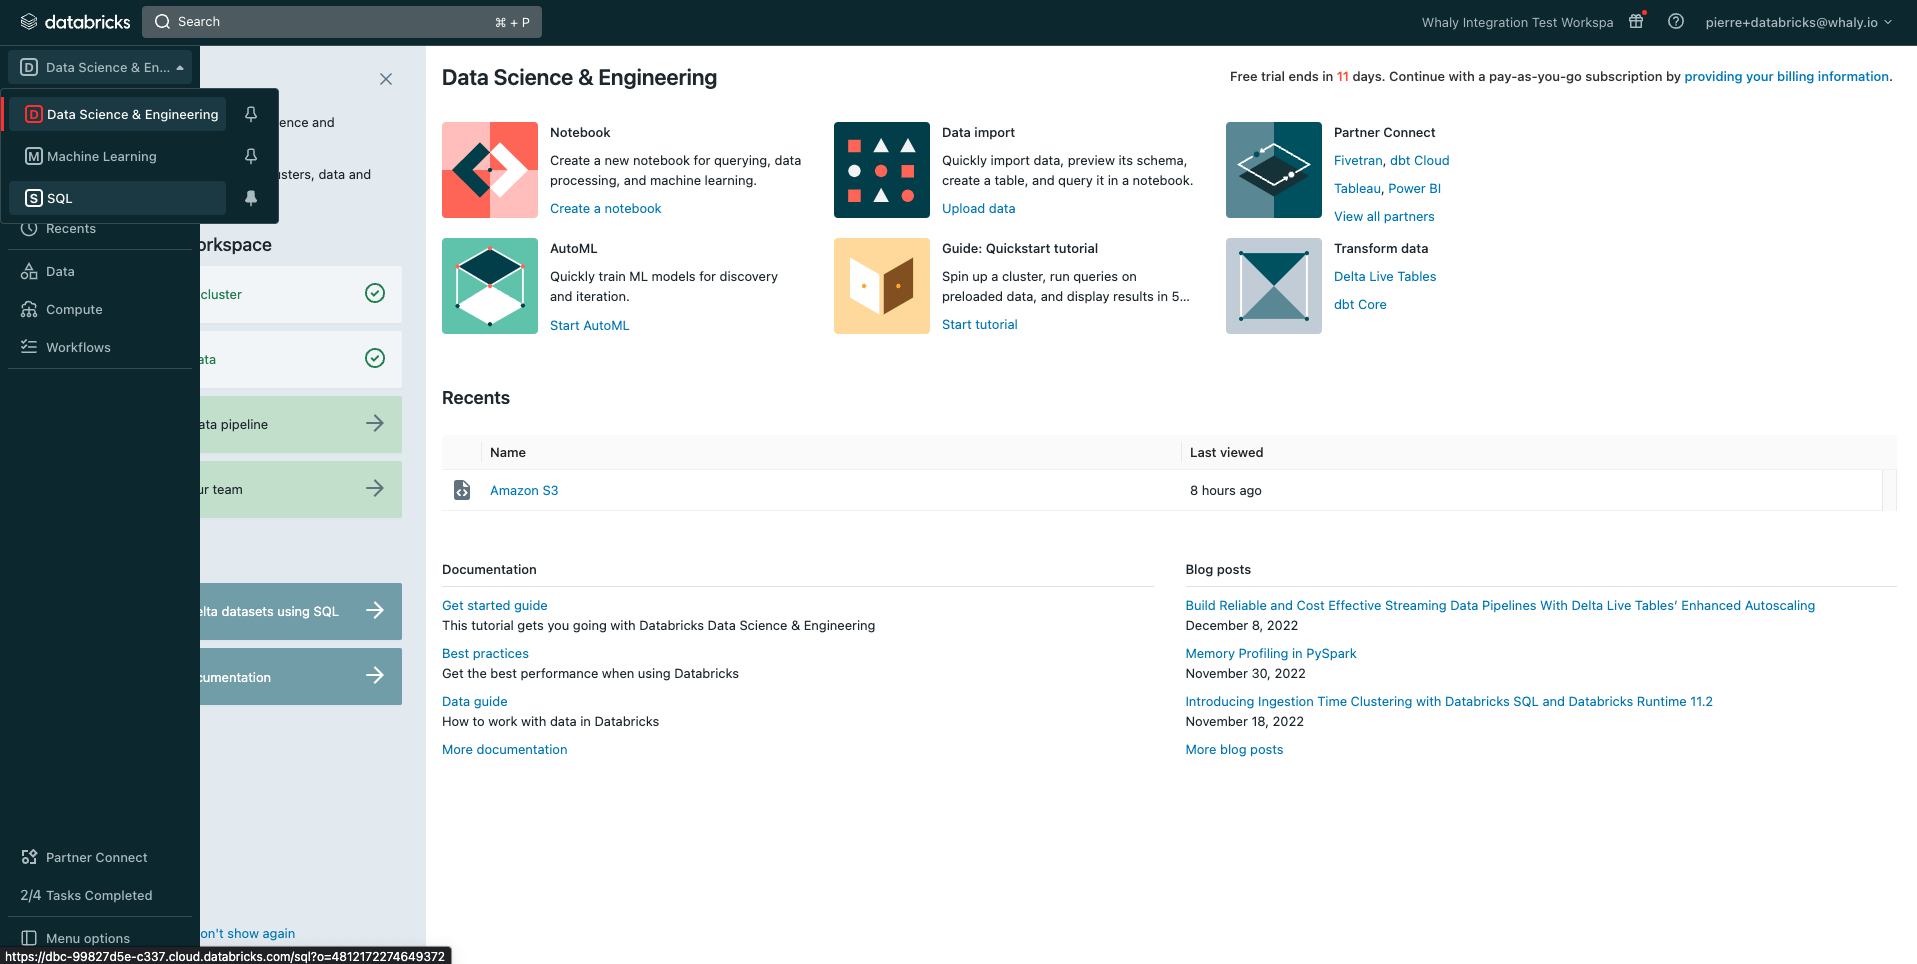 databricks
Search
⌘ + P
Whaly Integration Test Workspa
pierre+databricks@whaly.io
D Data Science & En...
D Data Science & Engineering
M Machine Learning
S SQL
Recents
Data
Compute
Workflows
Partner Connect
2/4 Tasks Completed
Menu options
ence and
usters, data and
orkspace
cluster
ata
ata pipeline
ur team
elta datasets using SQL
cumentation
on't show again
https://dbc-99827d5e-c337.cloud.databricks.com/sql?o=4812172274649372
Data Science & Engineering
Free trial ends in 11 days. Continue with a pay-as-you-go subscription by providing your billing information.
Notebook
Create a new notebook for querying, data
processing, and machine learning.
Create a notebook
Data import
Quickly import data, preview its schema,
create a table, and query it in a notebook.
Upload data
Partner Connect
Fivetran, dbt Cloud
Tableau, Power BI
View all partners
AutoML
Quickly train ML models for discovery
and iteration.
Start AutoML
Guide: Quickstart tutorial
Spin up a cluster, run queries on
preloaded data, and display results in 5...
Start tutorial
Transform data
Delta Live Tables
dbt Core
Recents
Name
Last viewed
Amazon S3
8 hours ago
Documentation
Get started guide
This tutorial gets you going with Databricks Data Science & Engineering
Best practices
Get the best performance when using Databricks
Data guide
How to work with data in Databricks
More documentation
Blog posts
Build Reliable and Cost Effective Streaming Data Pipelines With Delta Live Tables’ Enhanced Autoscaling
December 8, 2022
Memory Profiling in PySpark
November 30, 2022
Introducing Ingestion Time Clustering with Databricks SQL and Databricks Runtime 11.2
November 18, 2022
More blog posts